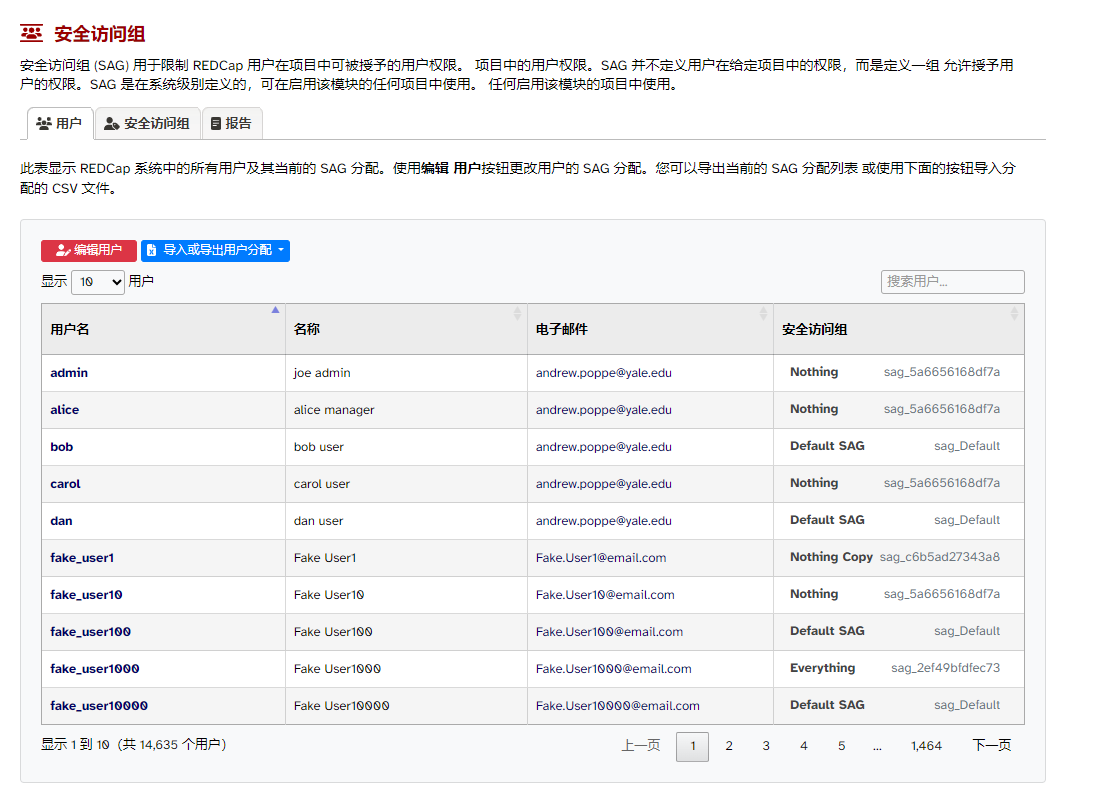 安全访问组
安全访问组 (SAG) 用于限制 REDCap 用户在项目中可被授予的用户权限。 项目中的用户权限。SAG 并不定义用户在给定项目中的权限，而是定义一组 允许授予用
户的权限。SAG 是在系统级别定义的，可在启用该模块的任何项目中使用。 任何启用该模块的项目中使用。
用户 安全访问组 报告
此表显示 REDCap 系统中的所有用户及其当前的 SAG 分配。使用编辑 用户按钮更改用户的 SAG 分配。您可以导出当前的 SAG 分配列表 或使用下面的按钮导入分
配的 CSV 文件。
编辑用户 导入或导出用户分配
显示 10 用户 搜索用户...
用户名 名称 电子邮件 安全访问组
admin joe admin andrew.poppe@yale.edu Nothing sag_5a6656168df7a
alice alice manager andrew.poppe@yale.edu Nothing sag_5a6656168df7a
bob bob user andrew.poppe@yale.edu Default SAG sag_Default
carol carol user andrew.poppe@yale.edu Nothing sag_5a6656168df7a
dan dan user andrew.poppe@yale.edu Default SAG sag_Default
fake_user1 Fake User1 Fake.User1@email.com Nothing Copy sag_c6b5ad27343a8
fake_user10 Fake User10 Fake.User10@email.com Nothing sag_5a6656168df7a
fake_user100 Fake User100 Fake.User100@email.com Default SAG sag_Default
fake_user1000 Fake User1000 Fake.User1000@email.com Everything sag_2ef49bfdfec73
fake_user10000 Fake User10000 Fake.User10000@email.com Default SAG sag_Default
显示 1 到 10（共 14,635 个用户） 上一页 1 2 3 4 5 ... 1,464 下一页